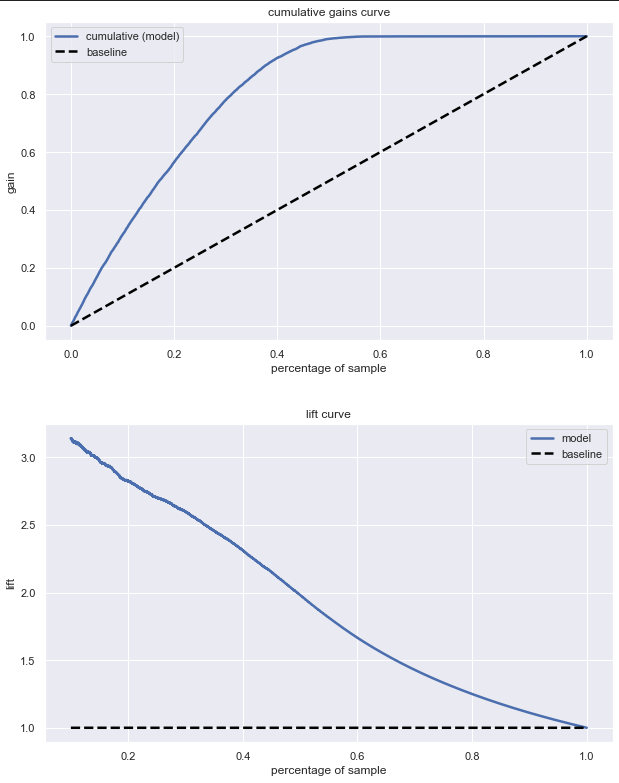 cumulative gains curve
cumulative (model)
baseline
1.0
0.8
0.6
0.4
0.2
0.0
gain
0.0 0.2 0.4 0.6 0.8 1.0
percentage of sample
lift curve
model
baseline
3.0
2.5
2.0
1.5
1.0
lift
0.2 0.4 0.6 0.8 1.0
percentage of sample